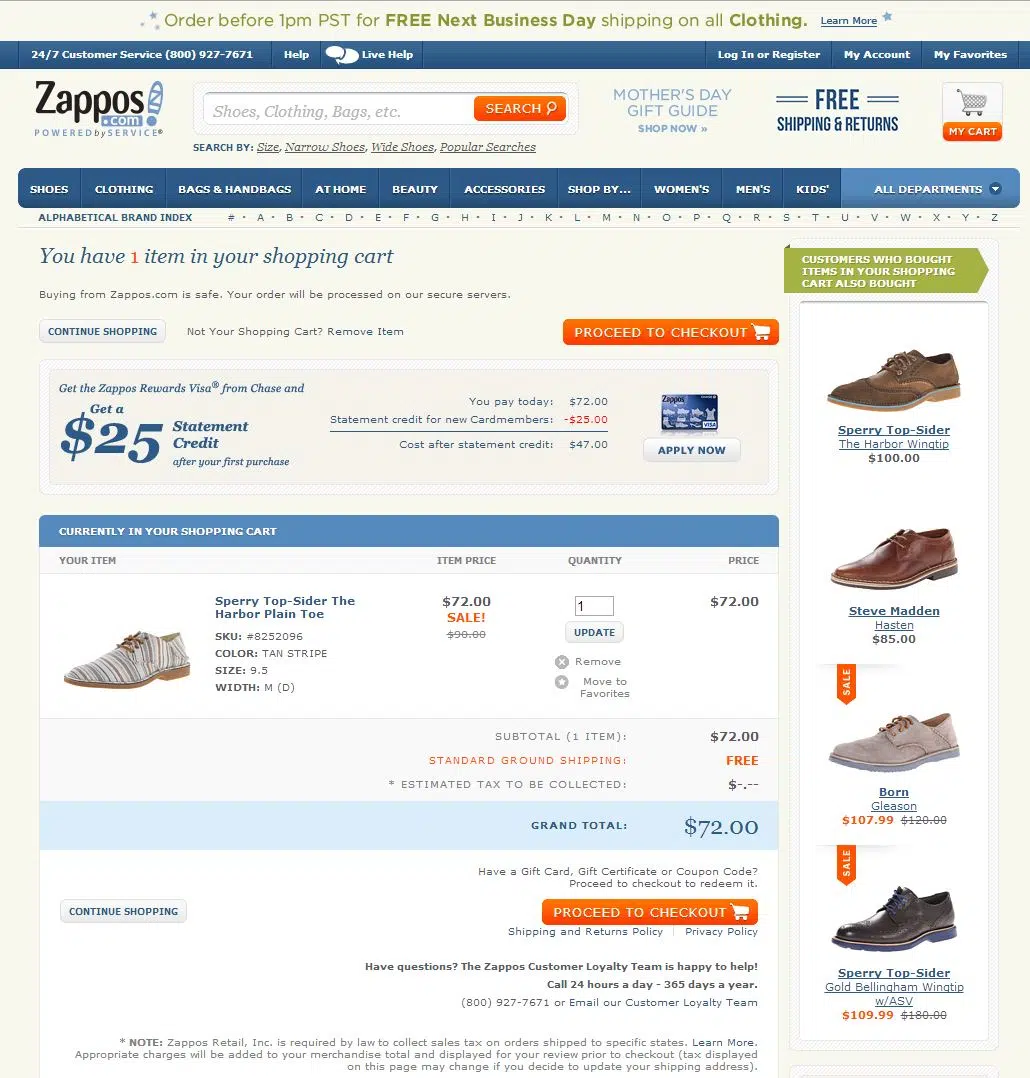 Order before 1pm PST for FREE Next Business Day shipping on all Clothing. Learn More
24/7 Customer Service (800) 927-7671 Help Live Help Log In or Register My Account My Favorites
Zappos
.com
POWERED by SERVICE®
Shoes, Clothing, Bags, etc. SEARCH
SEARCH BY: Size, Narrow Shoes, Wide Shoes, Popular Searches
MOTHER'S DAY
GIFT GUIDE
SHOP NOW »
FREE
SHIPPING & RETURNS
MY CART
SHOES CLOTHING BAGS & HANDBAGS AT HOME BEAUTY ACCESSORIES SHOP BY... WOMEN'S MEN'S KIDS' ALL DEPARTMENTS
ALPHABETICAL BRAND INDEX # · A · B · C · D · E · F · G · H · I · J · K · L · M · N · O · P · Q · R · S · T · U · V · W · X · Y · Z
You have 1 item in your shopping cart
Buying from Zappos.com is safe. Your order will be processed on our secure servers.
CONTINUE SHOPPING Not Your Shopping Cart? Remove Item PROCEED TO CHECKOUT
Get the Zappos Rewards Visa® from Chase and
Get a
$25 Statement
Credit
after your first purchase
You pay today: $72.00
Statement credit for new Cardmembers: -$25.00
Cost after statement credit: $47.00
Zappos
VISA
APPLY NOW
CURRENTLY IN YOUR SHOPPING CART
YOUR ITEM ITEM PRICE QUANTITY PRICE
Sperry Top-Sider The
Harbor Plain Toe
SKU: #8252096
COLOR: TAN STRIPE
SIZE: 9.5
WIDTH: M (D)
$72.00
SALE!
$90.00
1
UPDATE
Remove
Move to
Favorites
$72.00
SUBTOTAL (1 ITEM): $72.00
STANDARD GROUND SHIPPING: FREE
* ESTIMATED TAX TO BE COLLECTED: $-.--
GRAND TOTAL: $72.00
Have a Gift Card, Gift Certificate or Coupon Code?
Proceed to checkout to redeem it.
CONTINUE SHOPPING PROCEED TO CHECKOUT
Shipping and Returns Policy | Privacy Policy
Have questions? The Zappos Customer Loyalty Team is happy to help!
Call 24 hours a day - 365 days a year.
(800) 927-7671 or Email our Customer Loyalty Team
* NOTE: Zappos Retail, Inc. is required by law to collect sales tax on orders shipped to specific states. Learn More.
Appropriate charges will be added to your merchandise total and displayed for your review prior to checkout (tax displayed
on this page may change if you decide to update your shipping address).
CUSTOMERS WHO BOUGHT
ITEMS IN YOUR SHOPPING
CART ALSO BOUGHT
Sperry Top-Sider
The Harbor Wingtip
$100.00
Steve Madden
Hasten
$85.00
SALE
Born
Gleason
$107.99 $120.00
SALE
Sperry Top-Sider
Gold Bellingham Wingtip
w/ASV
$109.99 $180.00